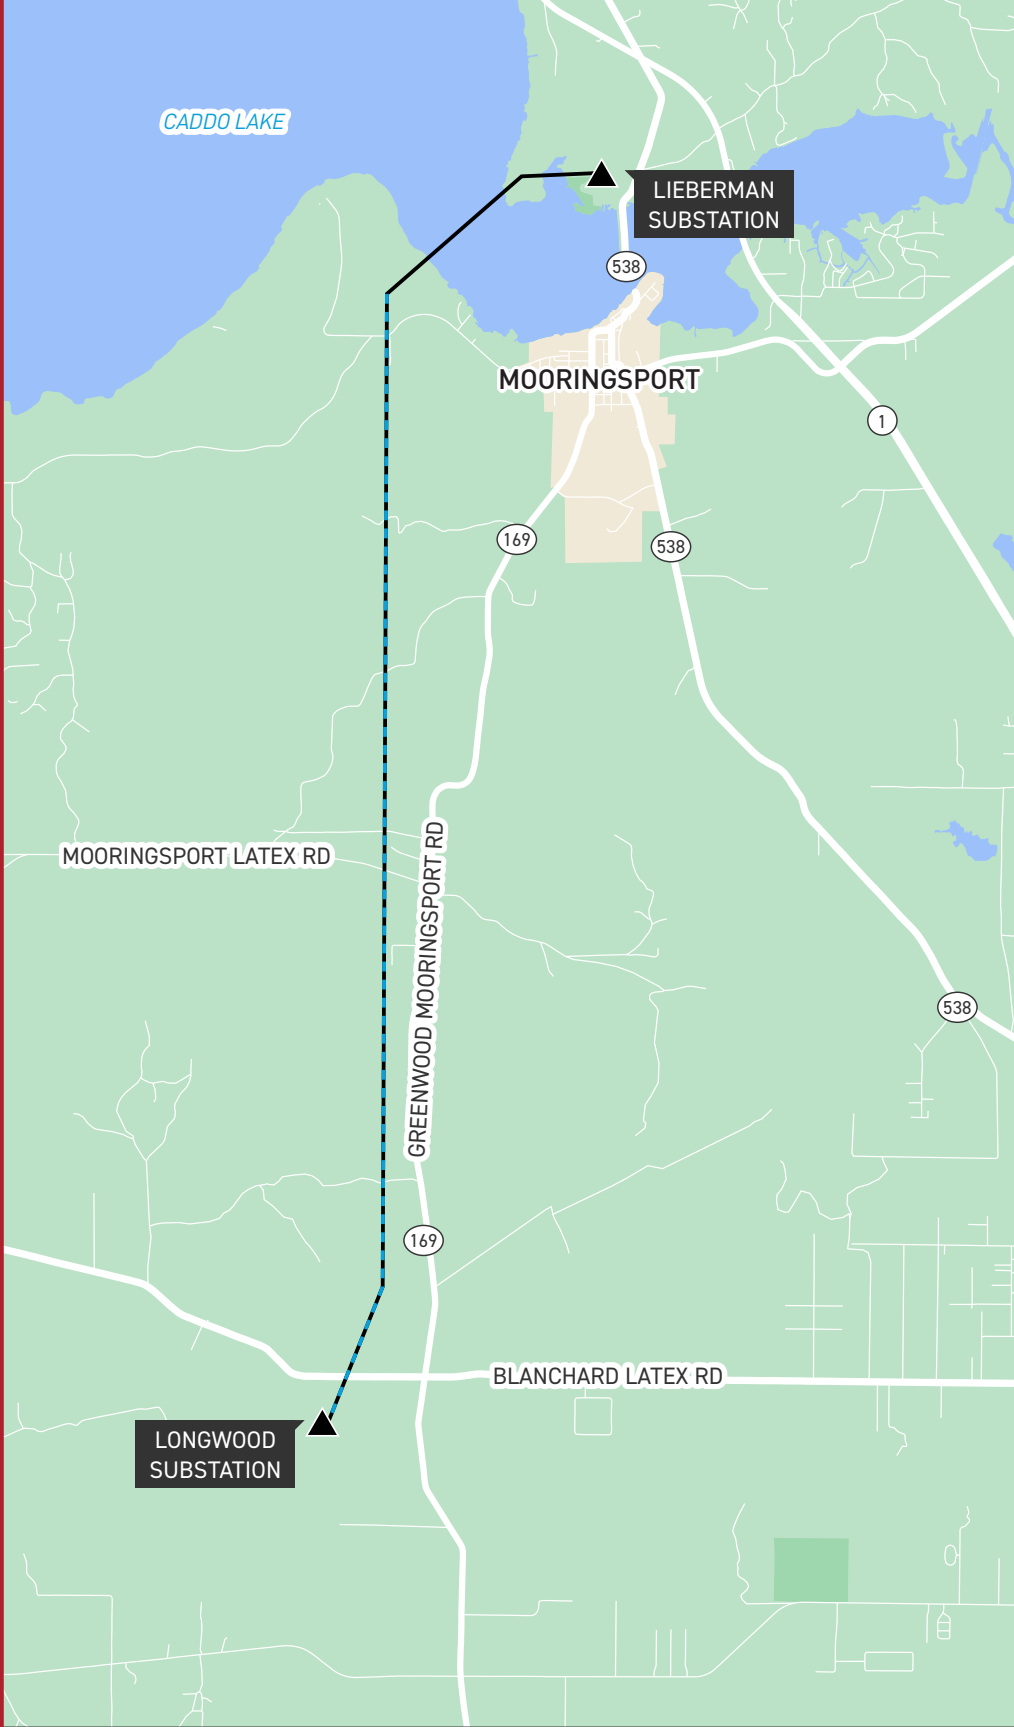 CADDO LAKE
LIEBERMAN
SUBSTATION
538
MOORINGSPORT
1
169
538
GREENWOOD MOORINGSPORT RD
MOORINGSPORT LATEX RD
538
169
BLANCHARD LATEX RD
LONGWOOD
SUBSTATION